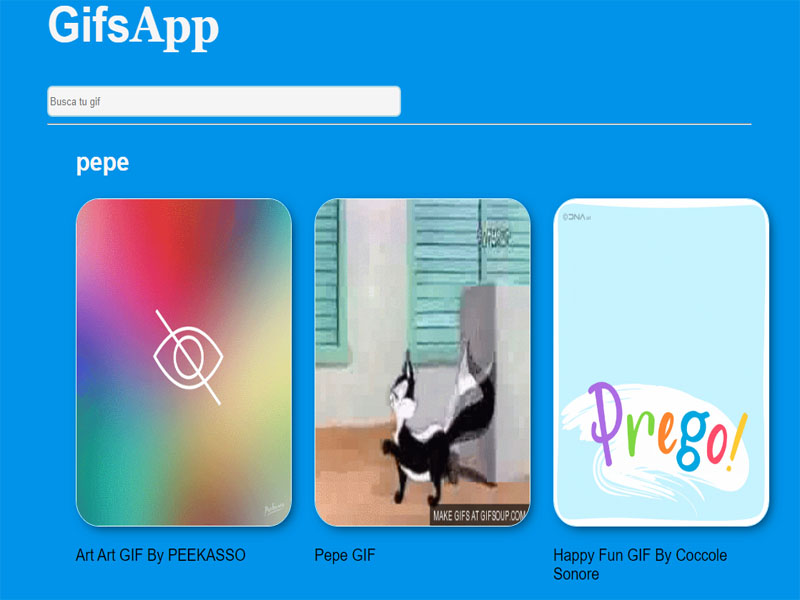 GifsApp
Busca tu gif
pepe
©DNA
Prego!
MAKE GIFS AT GIFSOUP.COM
Art Art GIF By PEEKASSO
Pepe GIF
Happy Fun GIF By Coccole
Sonore